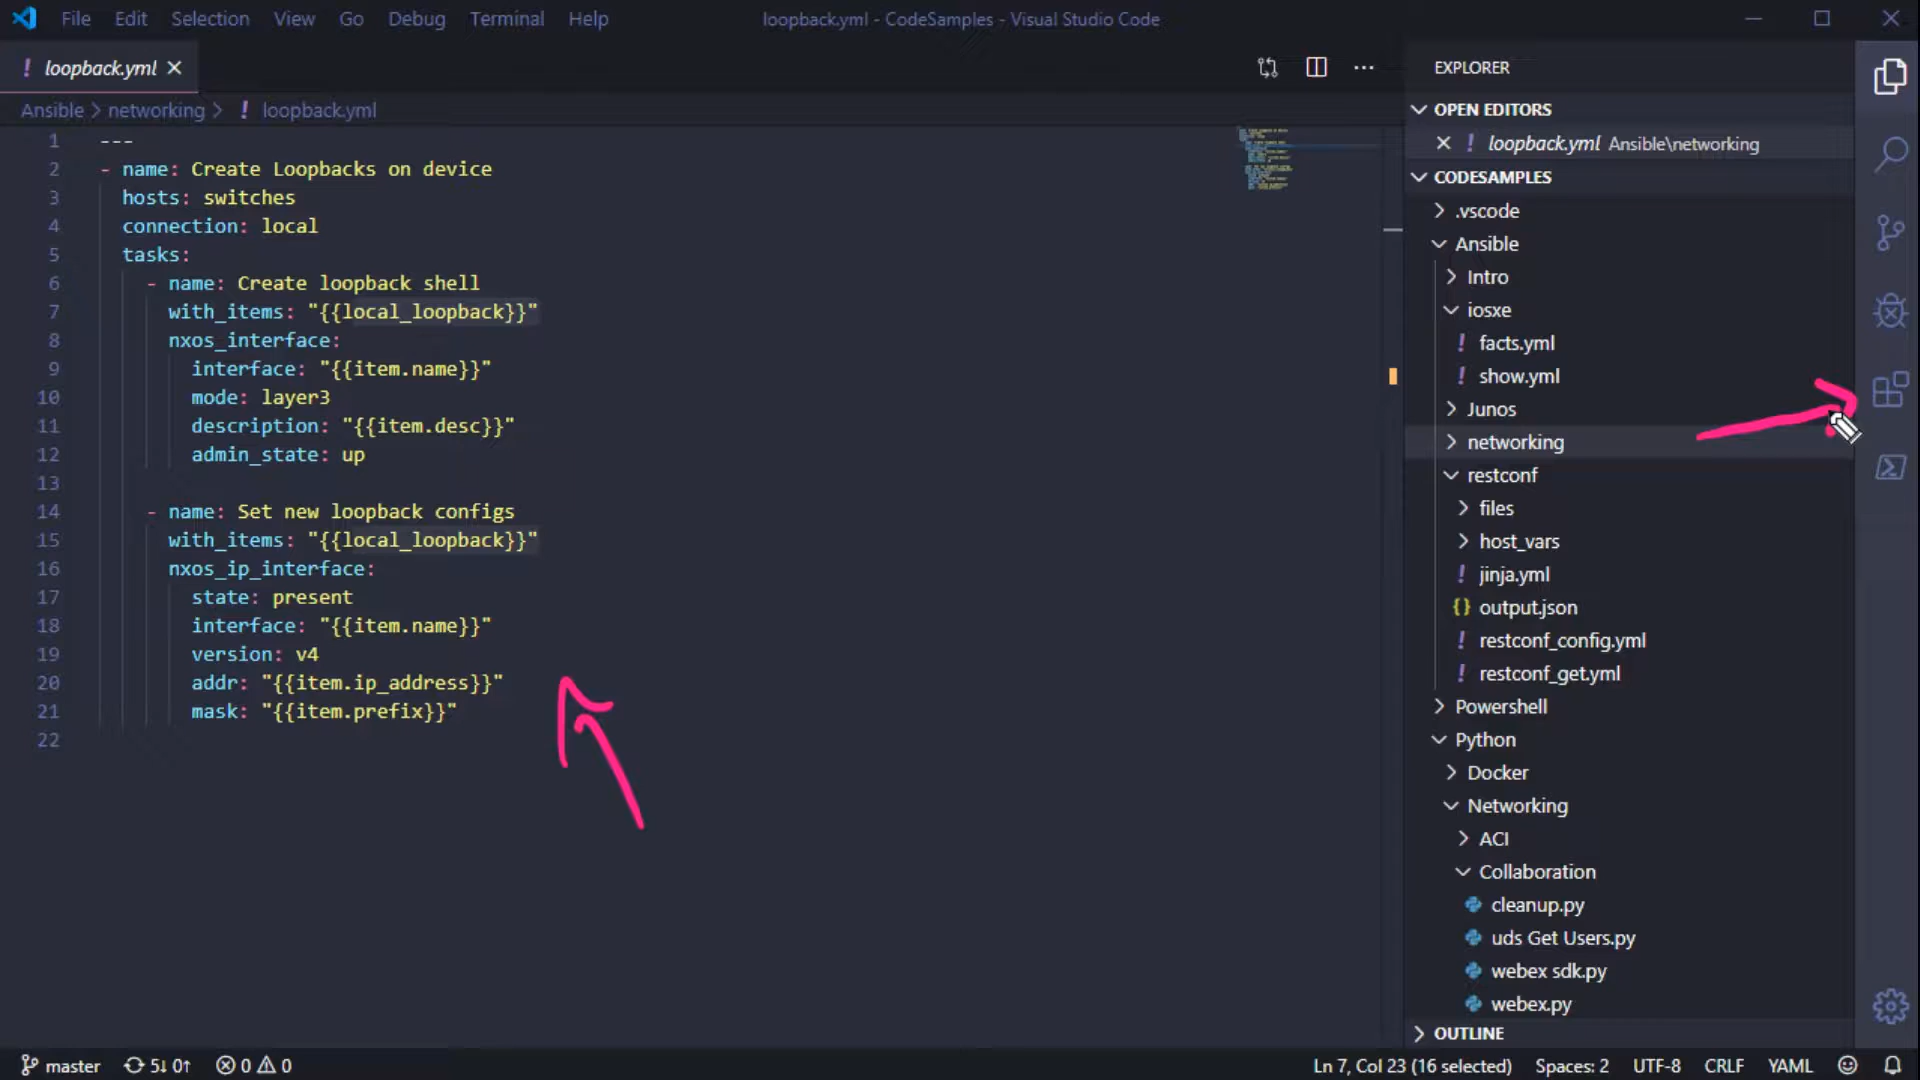 File Edit Selection View Go Debug Terminal Help
loopback.yml - CodeSamples - Visual Studio Code
! loopback.yml
Ansible > networking > ! loopback.yml
1 ---
2 - name: Create Loopbacks on device
3 hosts: switches
4 connection: local
5 tasks:
6 - name: Create loopback shell
7 with_items: "{{local_loopback}}"
8 nxos_interface:
9 interface: "{{item.name}}"
10 mode: layer3
11 description: "{{item.desc}}"
12 admin_state: up
13
14 - name: Set new loopback configs
15 with_items: "{{local_loopback}}"
16 nxos_ip_interface:
17 state: present
18 interface: "{{item.name}}"
19 version: v4
20 addr: "{{item.ip_address}}"
21 mask: "{{item.prefix}}"
22
EXPLORER
OPEN EDITORS
! loopback.yml Ansible\networking
CODESAMPLES
.vscode
Ansible
Intro
iosxe
! facts.yml
! show.yml
Junos
networking
restconf
files
host_vars
! jinja.yml
{} output.json
! restconf_config.yml
! restconf_get.yml
Powershell
Python
Docker
Networking
ACI
Collaboration
cleanup.py
uds Get Users.py
webex sdk.py
webex.py
OUTLINE
master 5↓ 0↑ 0 0
Ln 7, Col 23 (16 selected) Spaces: 2 UTF-8 CRLF YAML